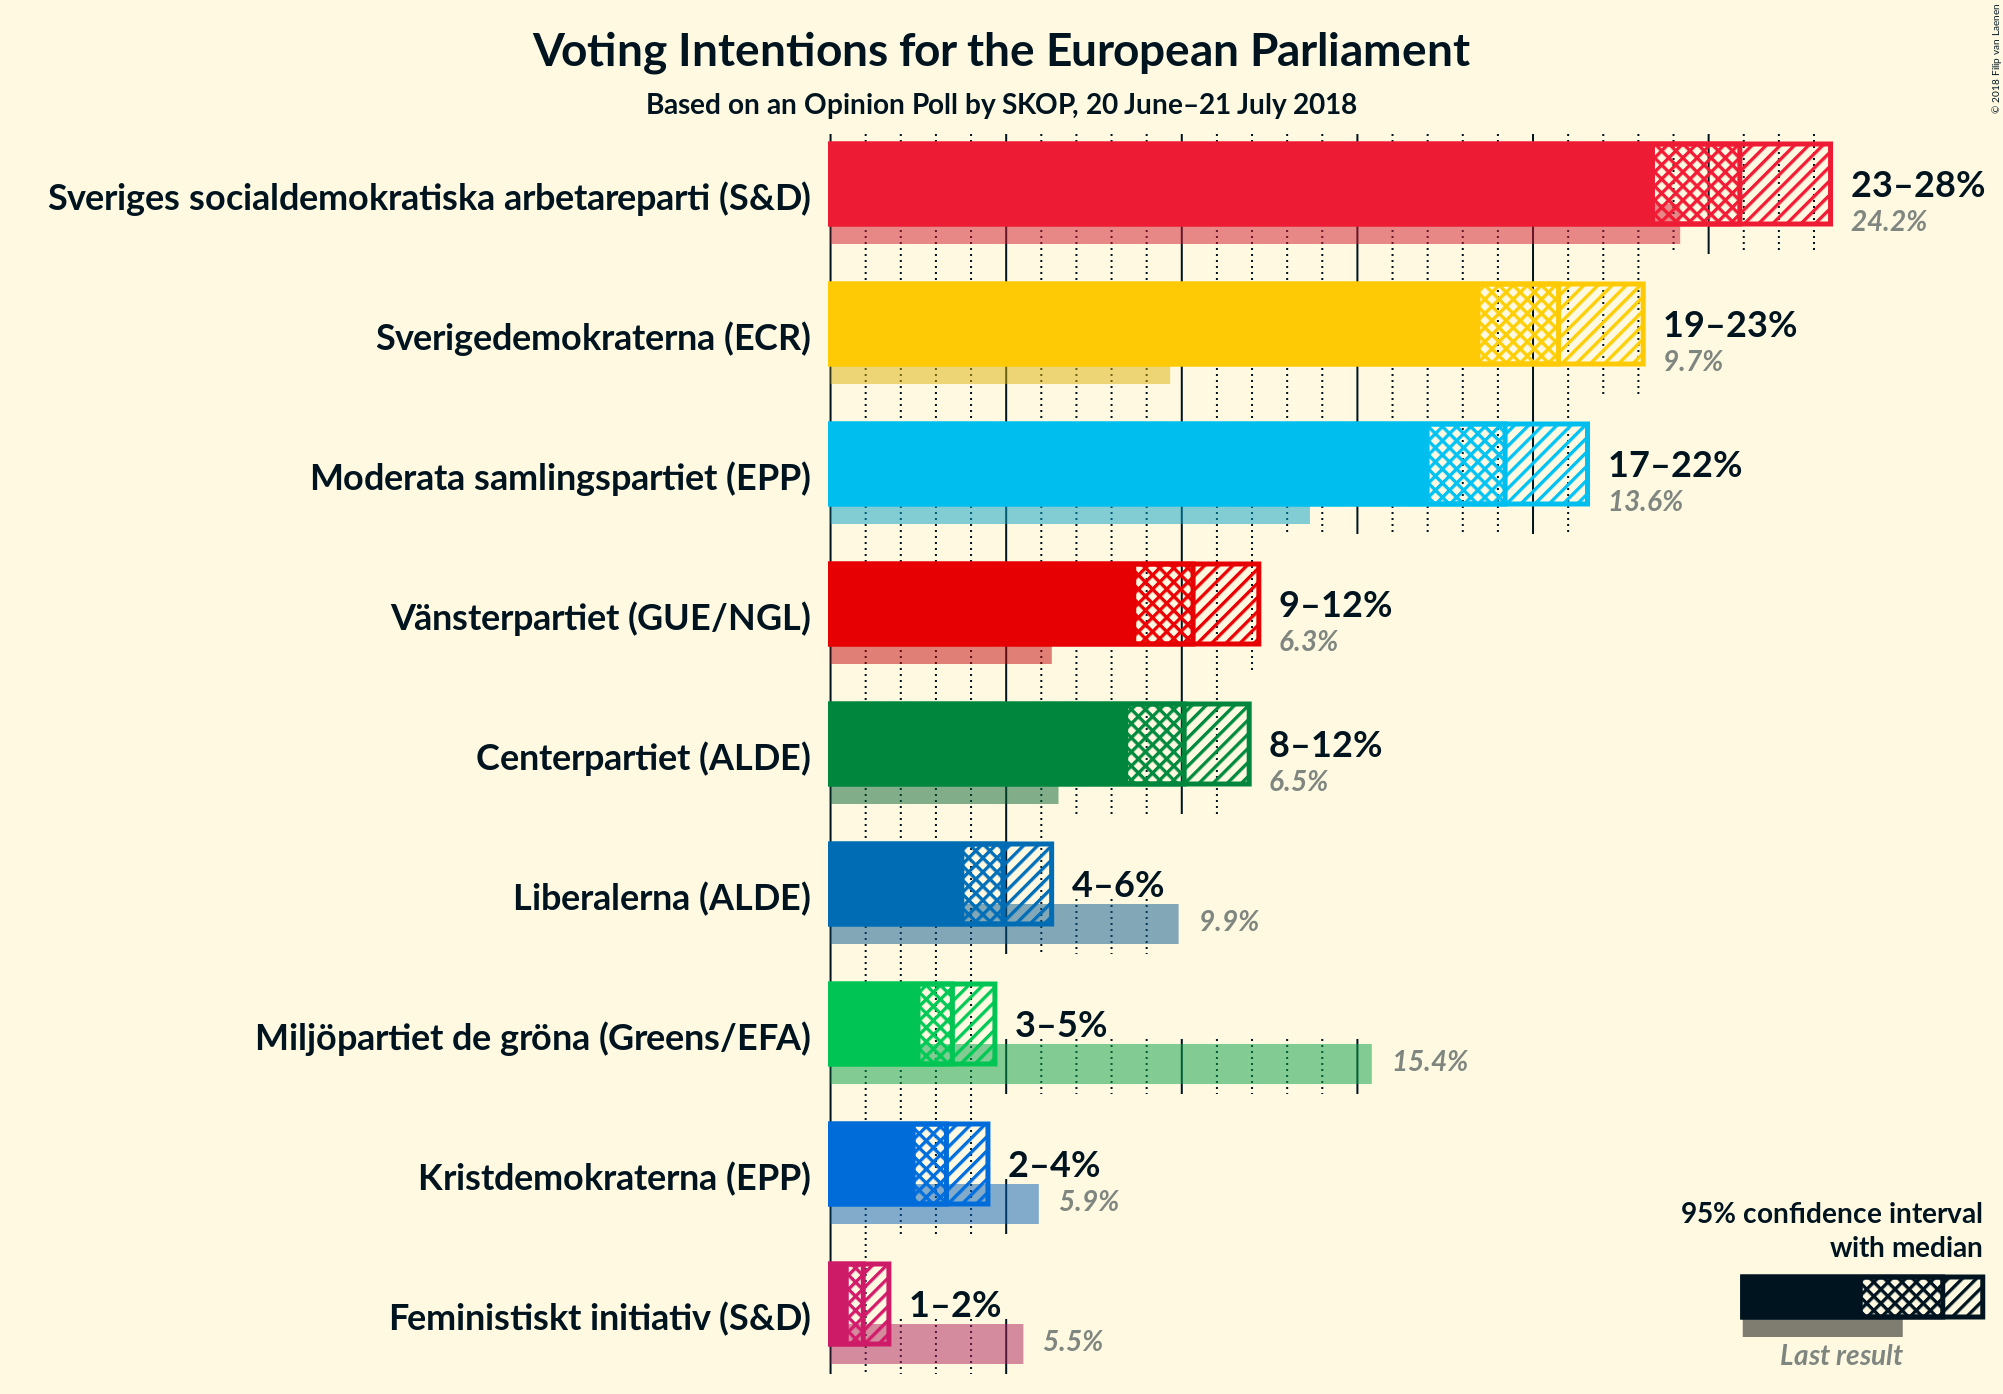 Voting Intentions for the European Parliament
Based on an Opinion Poll by SKOP, 20 June–21 July 2018
© 2018 Filip van Laenen
Sveriges socialdemokratiska arbetareparti (S&D)
23–28%
24.2%
Sverigedemokraterna (ECR)
19–23%
9.7%
Moderata samlingspartiet (EPP)
17–22%
13.6%
Vänsterpartiet (GUE/NGL)
9–12%
6.3%
Centerpartiet (ALDE)
8–12%
6.5%
Liberalerna (ALDE)
4–6%
9.9%
Miljöpartiet de gröna (Greens/EFA)
3–5%
15.4%
Kristdemokraterna (EPP)
2–4%
5.9%
Feministiskt initiativ (S&D)
1–2%
5.5%
95% confidence interval
with median
Last result